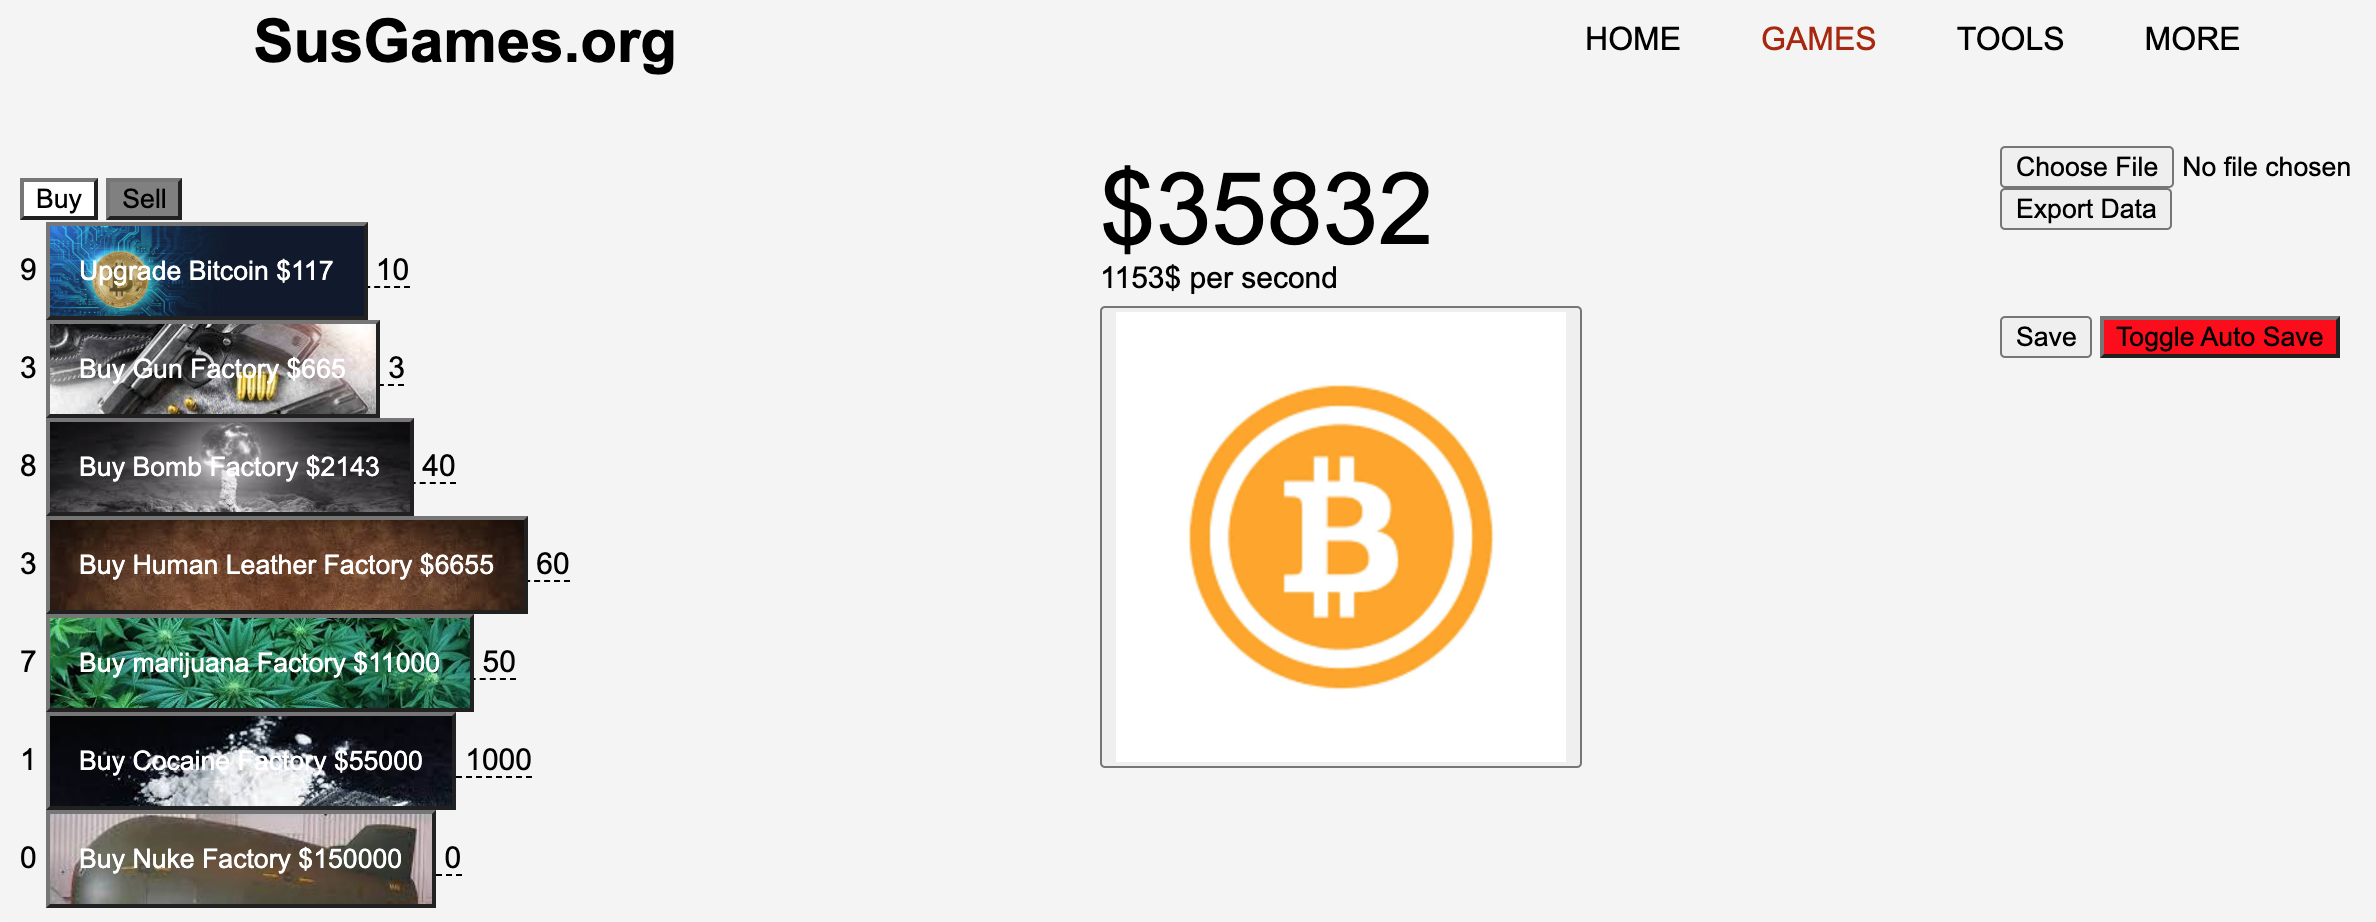 SusGames.org
HOME GAMES TOOLS MORE
Buy Sell
9 Upgrade Bitcoin $117 10
3 Buy Gun Factory $665 3
8 Buy Bomb Factory $2143 40
3 Buy Human Leather Factory $6655 60
7 Buy marijuana Factory $11000 50
1 Buy Cocaine Factory $55000 1000
0 Buy Nuke Factory $150000 0
$35832
1153$ per second
Choose File No file chosen
Export Data
Save Toggle Auto Save